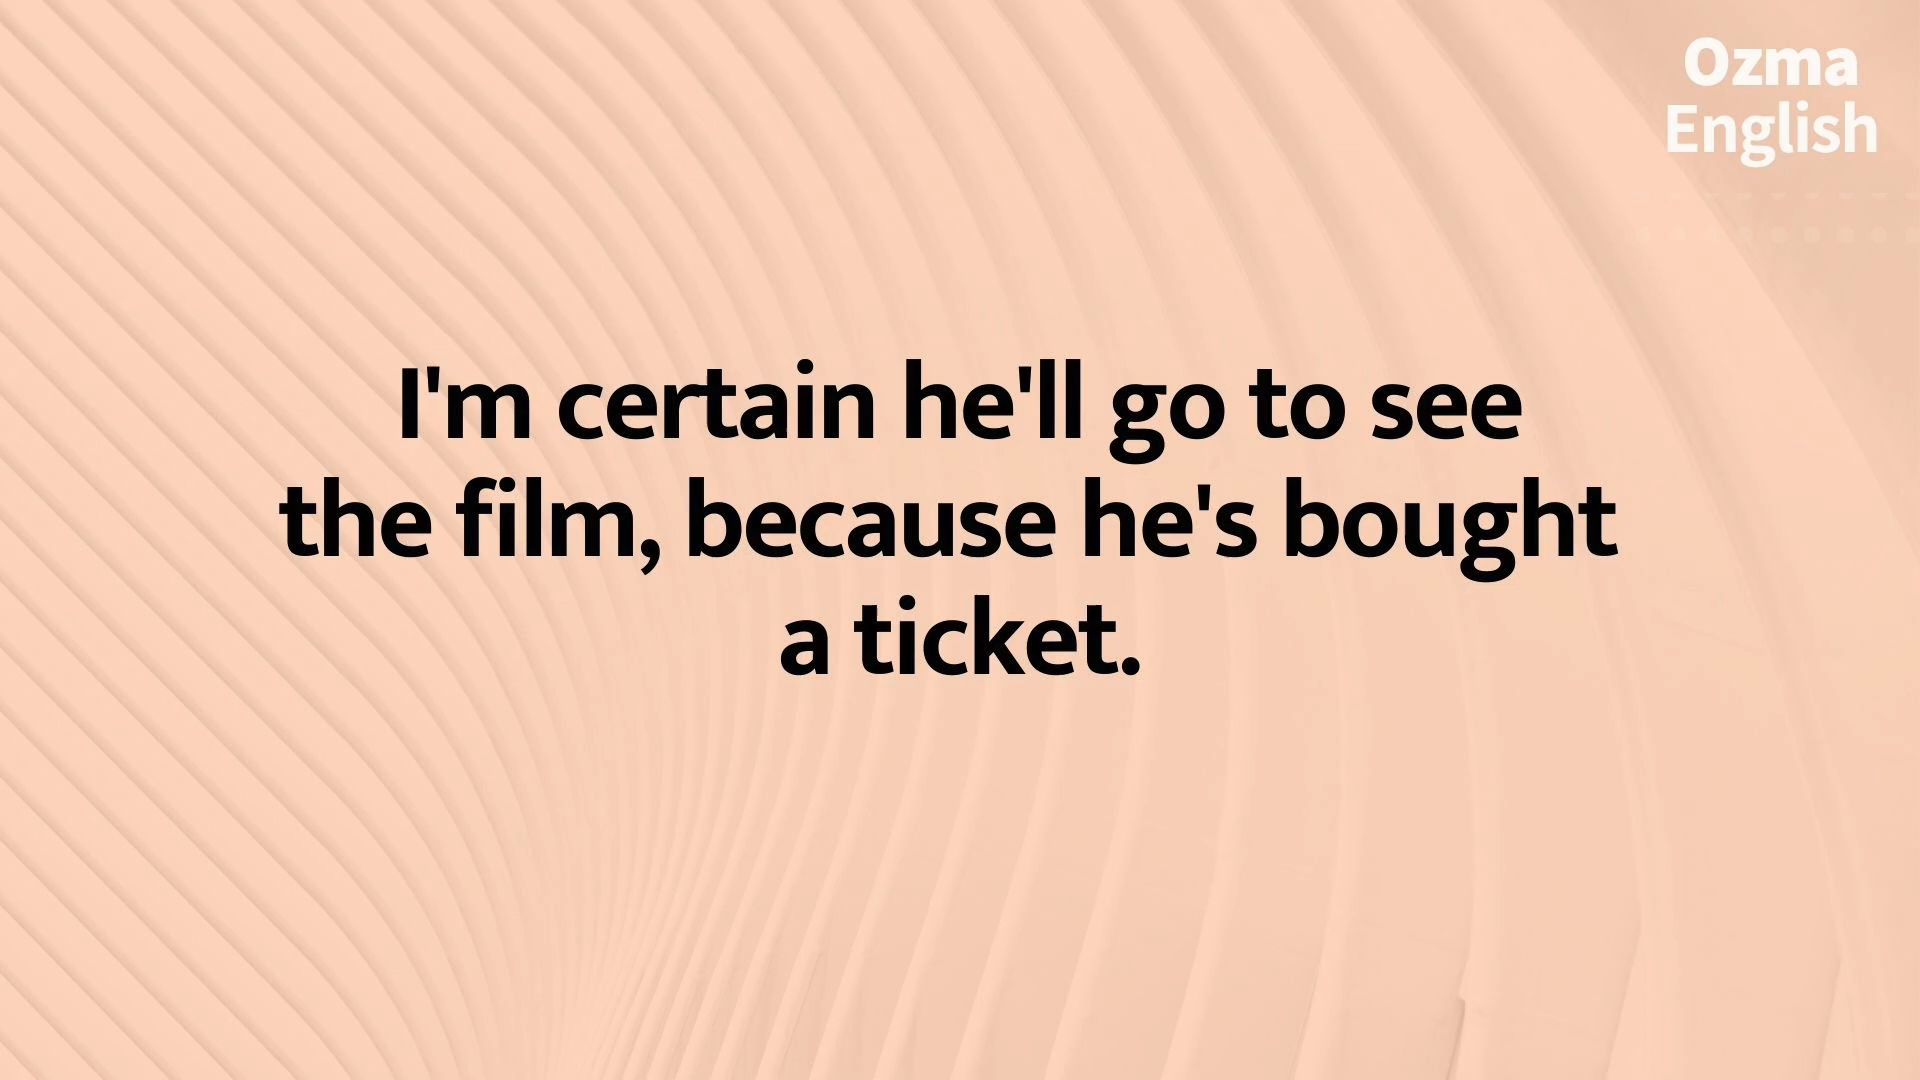 Ozma
English
I'm certain he'll go to see
the film, because he's bought
a ticket.